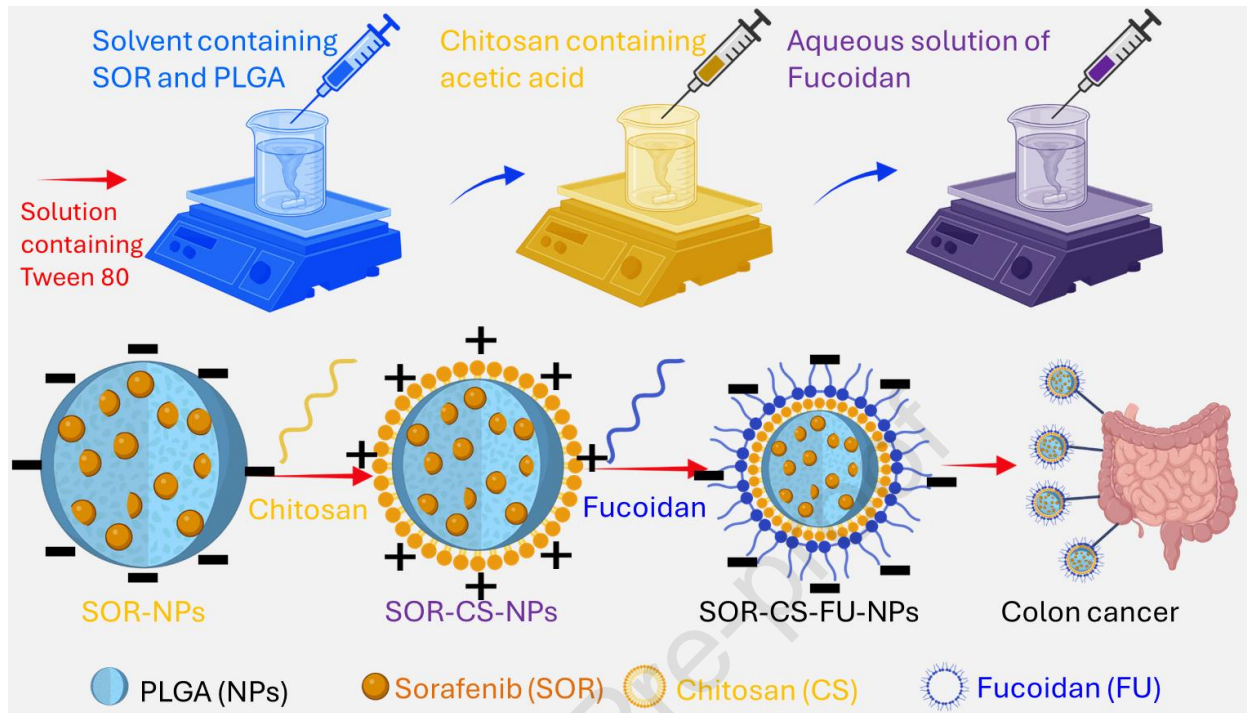 Solvent containing
SOR and PLGA
Chitosan containing
acetic acid
Aqueous solution of
Fucoidan
Solution
containing
Tween 80
Chitosan
Fucoidan
SOR-NPs
SOR-CS-NPs
SOR-CS-FU-NPs
Colon cancer
PLGA (NPs)
Sorafenib (SOR)
Chitosan (CS)
Fucoidan (FU)